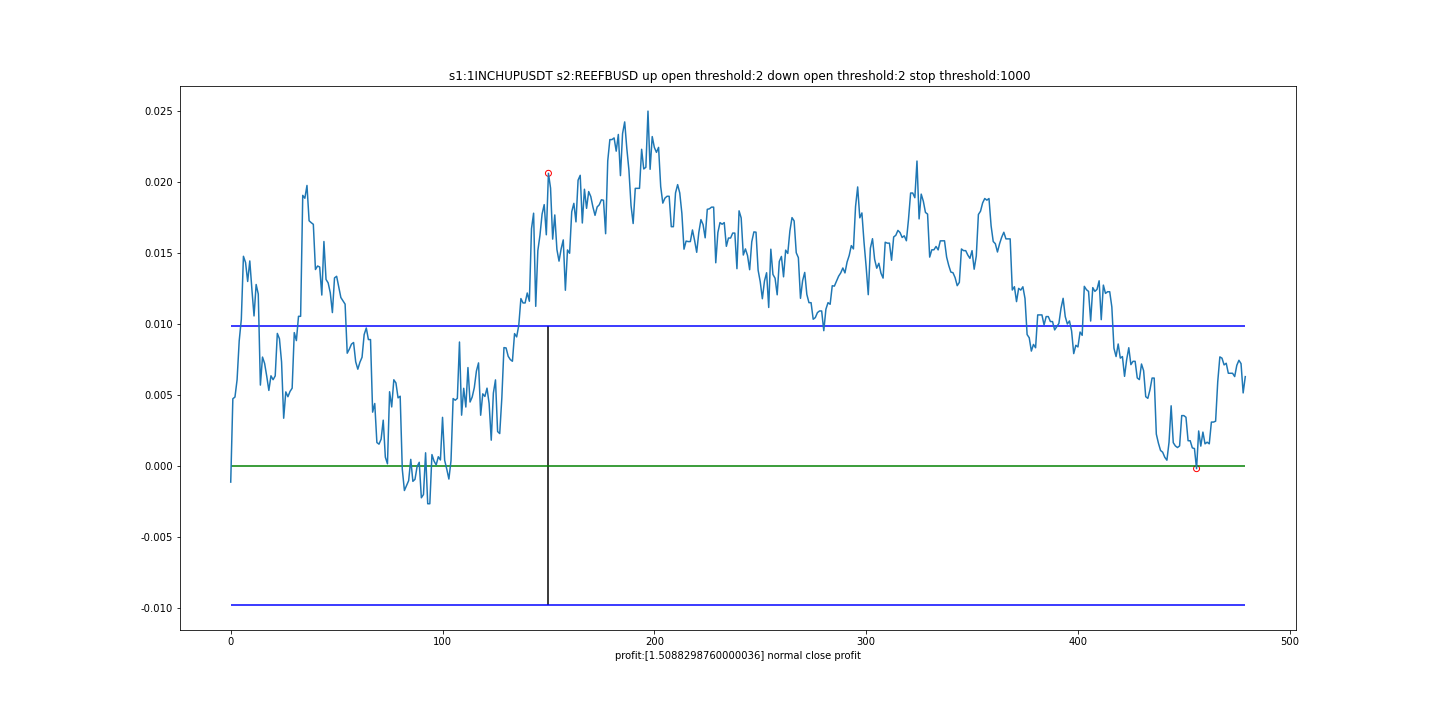 s1:1INCHUPUSDT s2:REEFBUSD up open threshold:2 down open threshold:2 stop threshold:1000
0.025
0.020
0.015
0.010
0.005
0.000
-0.005
-0.010
0 100 200 300 400 500
profit:[1.5088298760000036] normal close profit